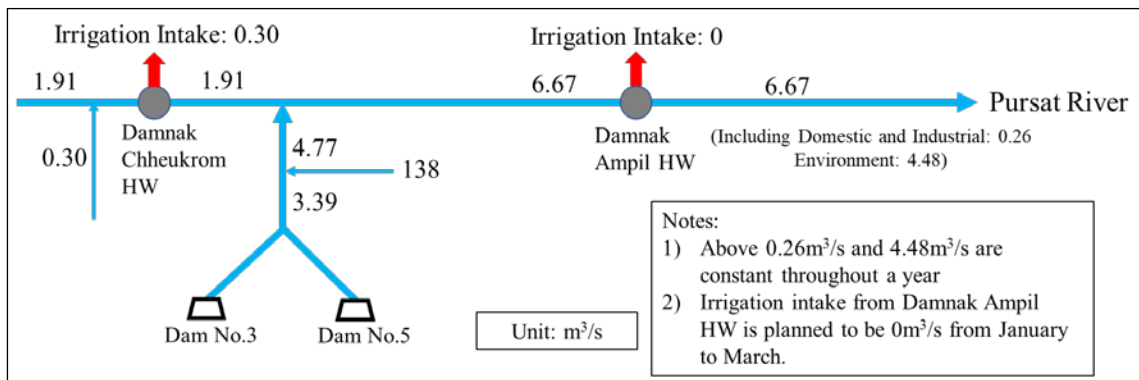 Irrigation Intake: 0.30
Irrigation Intake: 0
1.91
1.91
6.67
6.67
Pursat River
Damnak
Chheukrom
HW
Damnak
Ampil HW
(Including Domestic and Industrial: 0.26
Environment: 4.48)
0.30
4.77
138
3.39
Dam No.3
Dam No.5
Unit: m³/s
Notes:
1) Above 0.26m³/s and 4.48m³/s are
constant throughout a year
2) Irrigation intake from Damnak Ampil
HW is planned to be 0m³/s from January
to March.